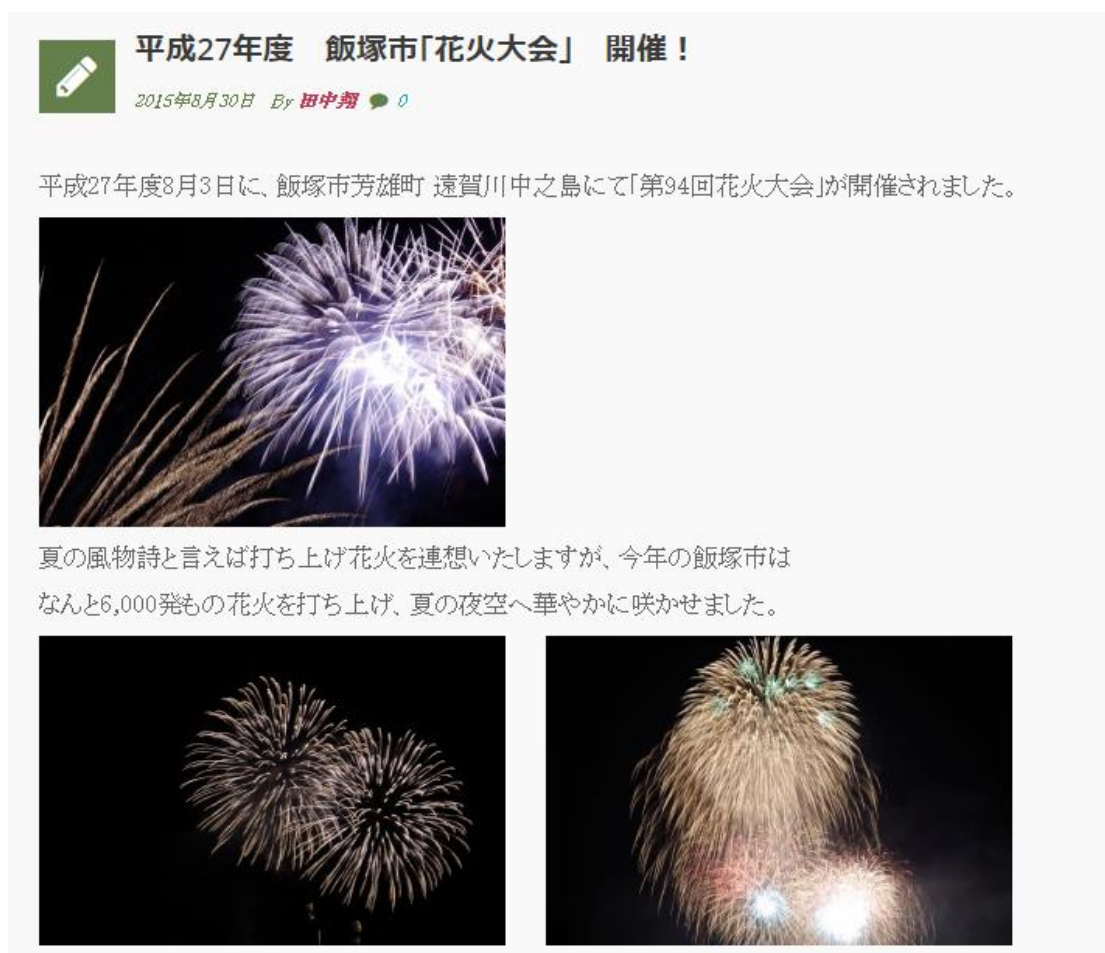 平成27年度　飯塚市「花火大会」　開催！
2015年8月30日 By 田中翔 0
平成27年度8月3日に、飯塚市芳雄町 遠賀川中之島にて「第94回花火大会」が開催されました。
夏の風物詩と言えば打ち上げ花火を連想いたしますが、今年の飯塚市は
なんと6,000発もの花火を打ち上げ、夏の夜空へ華やかに咲かせました。